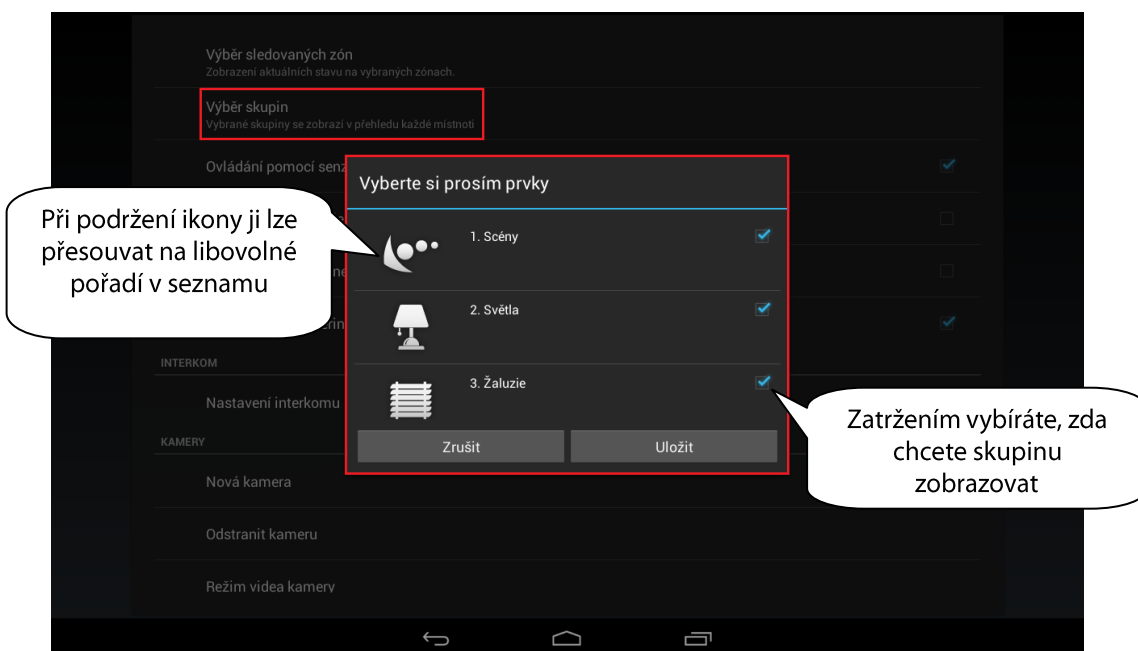 Výběr sledovaných zón
Zobrazení aktuálních stavu na vybraných zónach.
Výběr skupin
Vybrané skupiny se zobrazí v přehledu každé místnoti
Ovládání pomocí senz
Vyberte si prosím prvky
Při podržení ikony ji lze
přesouvat na libovolné
pořadí v seznamu
1. Scény
2. Světla
3. Žaluzie
Zrušit
Uložit
INTERKOM
Nastavení interkomu
Zatržením vybíráte, zda
chcete skupinu
zobrazovat
KAMERY
Nová kamera
Odstranit kameru
Režim videa kamery